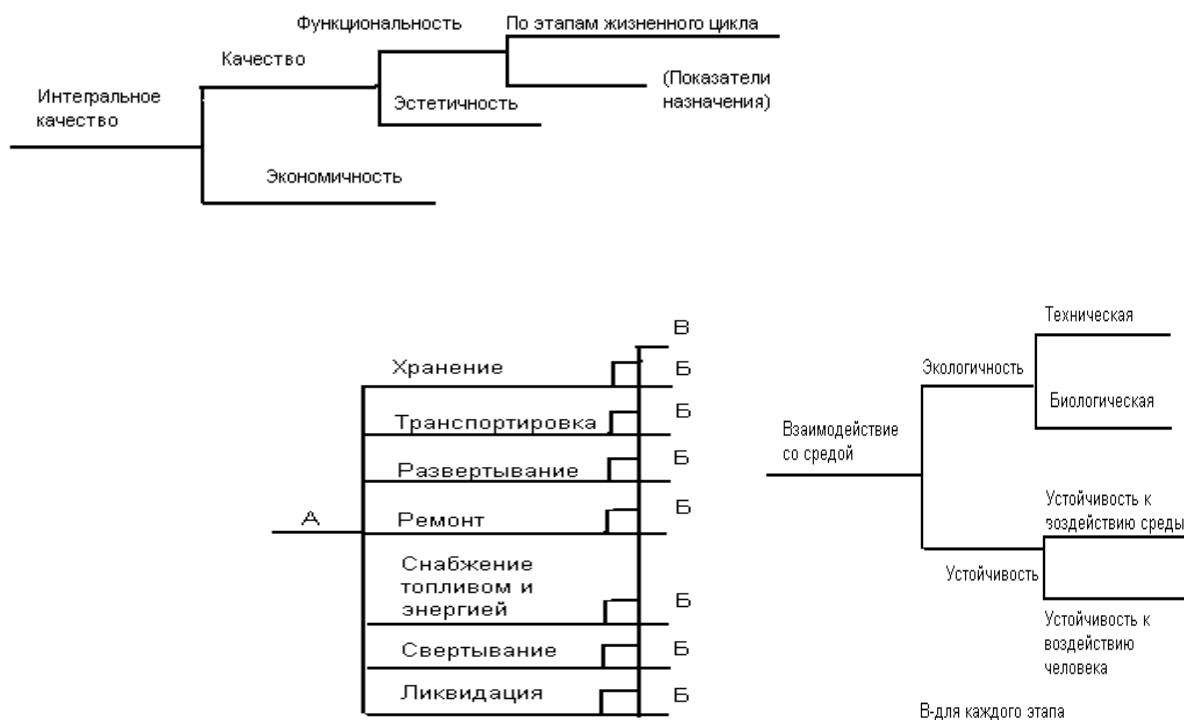 Функциональность
По этапам жизненного цикла
Качество
(Показатели
назначения)
Интегральное
качество
Эстетичность
Экономичность
В
Хранение
Б
Транспортировка
Б
Развертывание
Б
А
Ремонт
Б
Снабжение
топливом и
энергией
Б
Свертывание
Б
Ликвидация
Б
Техническая
Экологичность
Биологическая
Взаимодействие
со средой
Устойчивость к
воздействию среды
Устойчивость
Устойчивость к
воздействию
человека
В-для каждого этапа